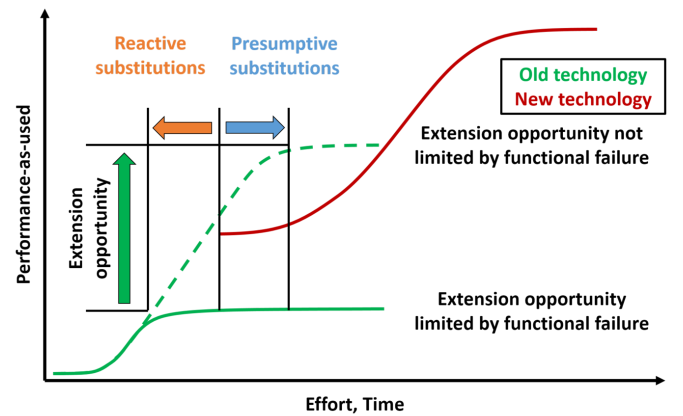 Reactive
substitutions
Presumptive
substitutions
Old technology
New technology
Extension opportunity not
limited by functional failure
Extension
opportunity
Extension opportunity
limited by functional failure
Performance-as-used
Effort, Time